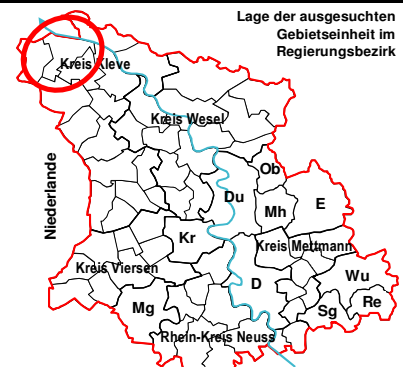 Lage der ausgesuchten
Gebietseinheit im
Regierungsbezirk
Kreis Kleve
Kreis Wesel
Niederlande
Ob
Du
Mh
E
Kr
Kreis Mettmann
Kreis Viersen
Wu
D
Mg
Sg
Re
Rhein-Kreis Neuss